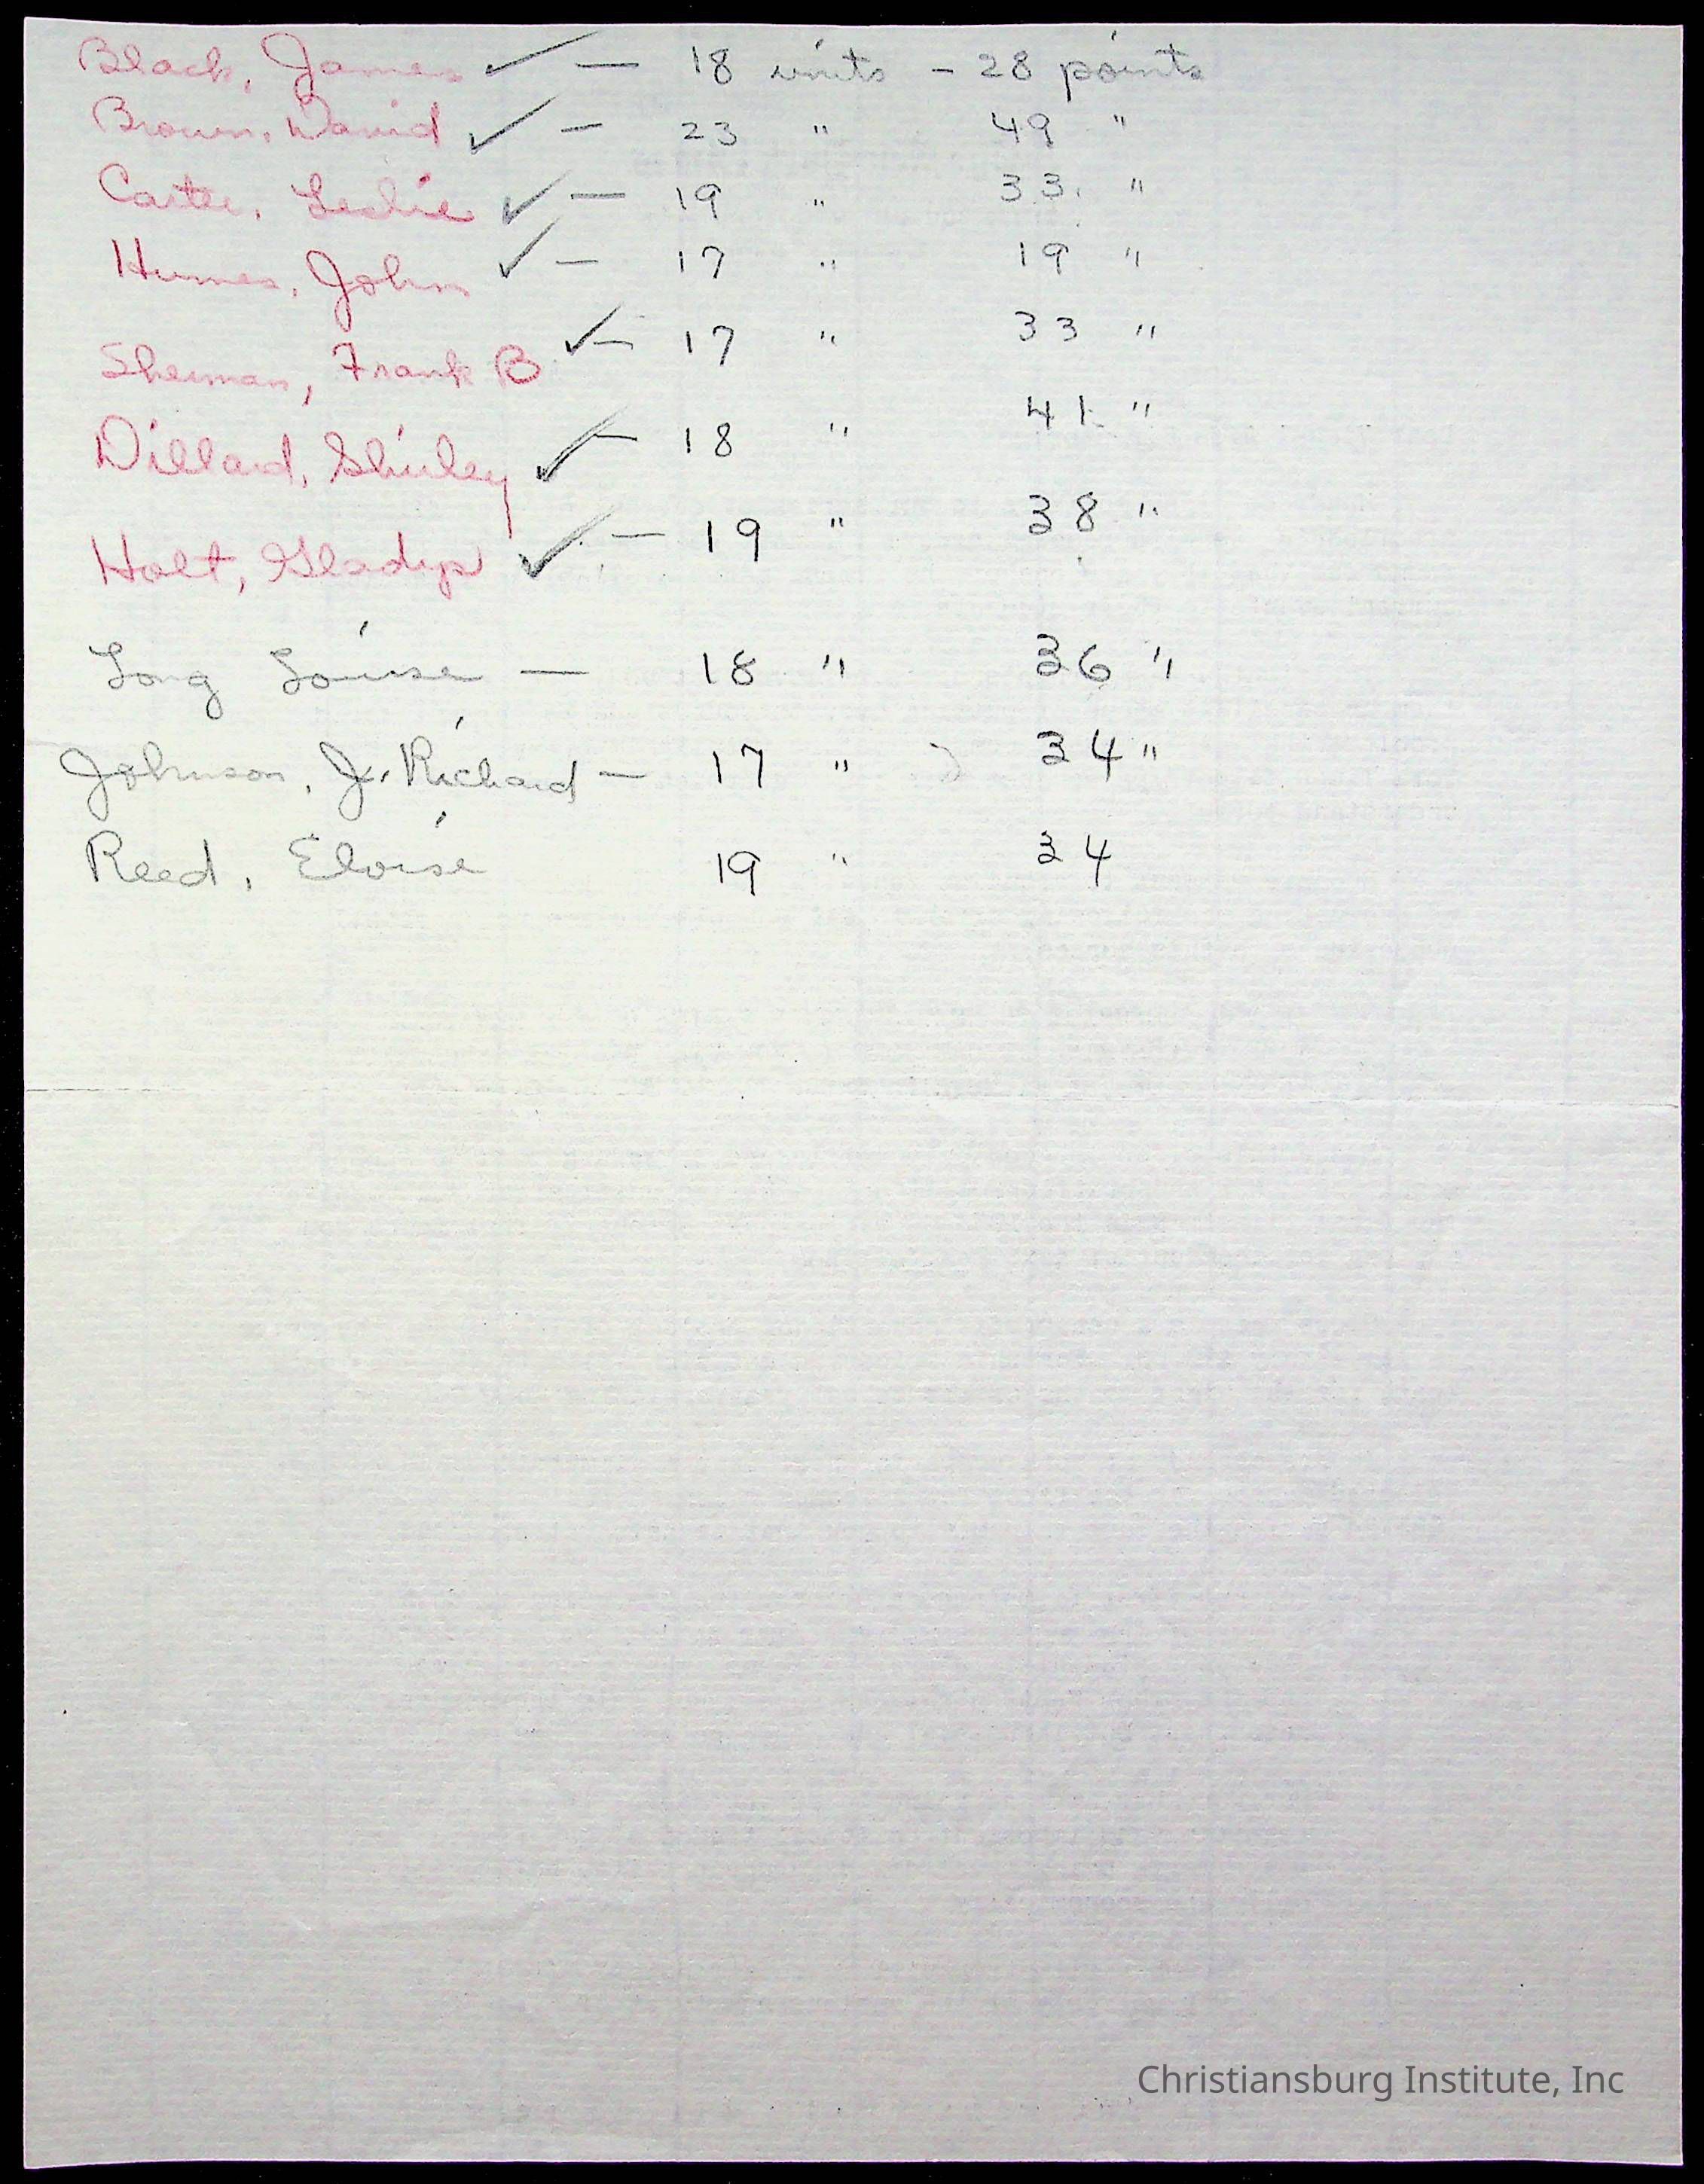 Black, James ✓ — 18 units - 28 points
Brown, David ✓ — 23 " 49 "
Carter, Leslie ✓ — 19 " 33. "
Humes, John ✓ — 17 " 19 "
Sherman, Frank B ✓ — 17 " 33 "
Dillard, Shirley ✓ — 18 " 41 "
Holt, Gladys ✓ — 19 " 38 "
Long Louise — 18 " 36 "
Johnson, J. Richard — 17 " 34 "
Reed, Eloise 19 " 34
Christiansburg Institute, Inc